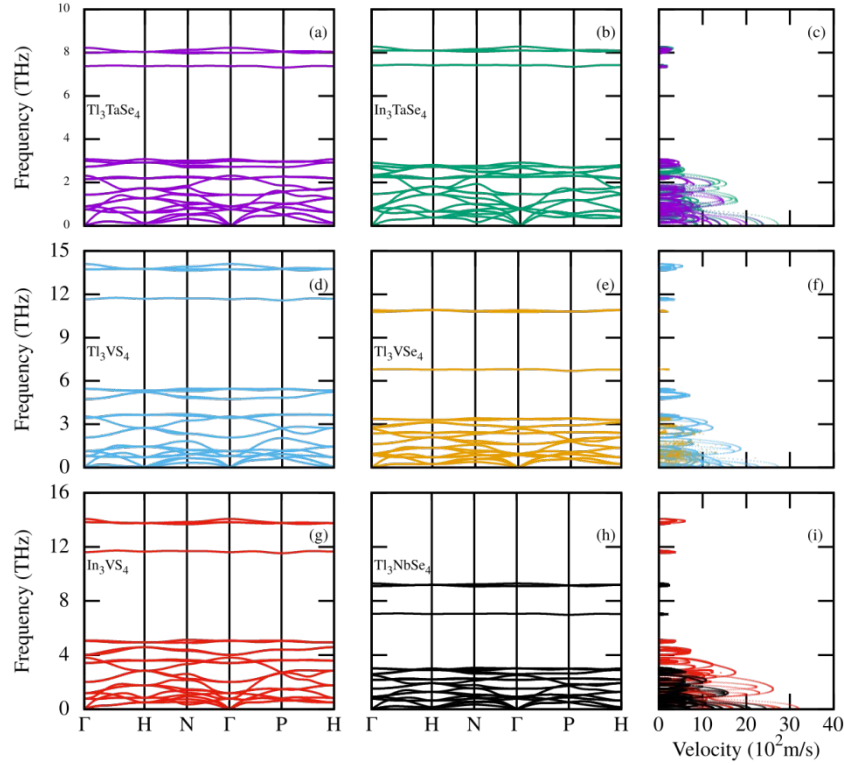 10
8
6
4
2
0
Frequency (THz)
Tl₃TaSe₄
(a)
In₃TaSe₄
(b)
(c)
15
12
9
6
3
0
Frequency (THz)
Tl₃VS₄
(d)
Tl₃VSe₄
(e)
(f)
16
12
8
4
0
Frequency (THz)
In₃VS₄
(g)
Tl₃NbSe₄
(h)
(i)
Γ H N Γ P H
Γ H N Γ P H
0 10 20 30 40
Velocity (10²m/s)